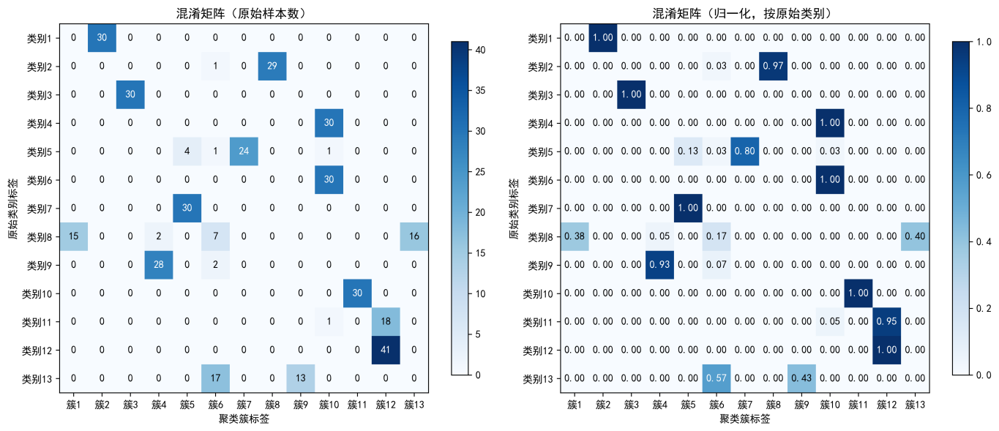 混淆矩阵（原始样本数）
原始类别标签
类别1 0 30 0 0 0 0 0 0 0 0 0 0 0
类别2 0 0 0 0 0 1 0 29 0 0 0 0 0
类别3 0 0 30 0 0 0 0 0 0 0 0 0 0
类别4 0 0 0 0 0 0 0 0 0 30 0 0 0
类别5 0 0 0 0 4 1 24 0 0 1 0 0 0
类别6 0 0 0 0 0 0 0 0 0 30 0 0 0
类别7 0 0 0 0 30 0 0 0 0 0 0 0 0
类别8 15 0 0 2 0 7 0 0 0 0 0 0 16
类别9 0 0 0 28 0 2 0 0 0 0 0 0 0
类别10 0 0 0 0 0 0 0 0 0 0 30 0 0
类别11 0 0 0 0 0 0 0 0 0 1 0 18 0
类别12 0 0 0 0 0 0 0 0 0 0 0 41 0
类别13 0 0 0 0 0 17 0 0 13 0 0 0 0
簇1 簇2 簇3 簇4 簇5 簇6 簇7 簇8 簇9 簇10 簇11 簇12 簇13
聚类簇标签
40
35
30
25
20
15
10
5
0
混淆矩阵（归一化，按原始类别）
原始类别标签
类别1 0.00 1.00 0.00 0.00 0.00 0.00 0.00 0.00 0.00 0.00 0.00 0.00 0.00
类别2 0.00 0.00 0.00 0.00 0.00 0.03 0.00 0.97 0.00 0.00 0.00 0.00 0.00
类别3 0.00 0.00 1.00 0.00 0.00 0.00 0.00 0.00 0.00 0.00 0.00 0.00 0.00
类别4 0.00 0.00 0.00 0.00 0.00 0.00 0.00 0.00 0.00 1.00 0.00 0.00 0.00
类别5 0.00 0.00 0.00 0.00 0.13 0.03 0.80 0.00 0.00 0.03 0.00 0.00 0.00
类别6 0.00 0.00 0.00 0.00 0.00 0.00 0.00 0.00 0.00 1.00 0.00 0.00 0.00
类别7 0.00 0.00 0.00 0.00 1.00 0.00 0.00 0.00 0.00 0.00 0.00 0.00 0.00
类别8 0.38 0.00 0.00 0.05 0.00 0.17 0.00 0.00 0.00 0.00 0.00 0.00 0.40
类别9 0.00 0.00 0.00 0.93 0.00 0.07 0.00 0.00 0.00 0.00 0.00 0.00 0.00
类别10 0.00 0.00 0.00 0.00 0.00 0.00 0.00 0.00 0.00 0.00 1.00 0.00 0.00
类别11 0.00 0.00 0.00 0.00 0.00 0.00 0.00 0.00 0.00 0.05 0.00 0.95 0.00
类别12 0.00 0.00 0.00 0.00 0.00 0.00 0.00 0.00 0.00 0.00 0.00 1.00 0.00
类别13 0.00 0.00 0.00 0.00 0.00 0.57 0.00 0.00 0.43 0.00 0.00 0.00 0.00
簇1 簇2 簇3 簇4 簇5 簇6 簇7 簇8 簇9 簇10 簇11 簇12 簇13
聚类簇标签
1.0
0.8
0.6
0.4
0.2
0.0